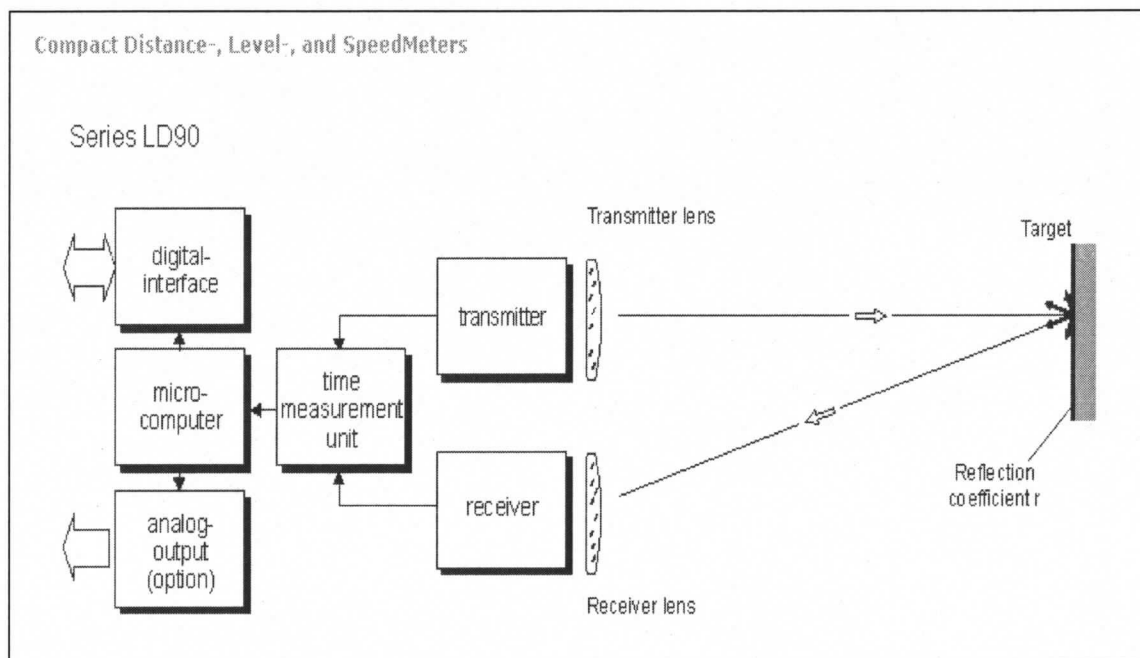 Compact Distance-, Level-, and SpeedMeters
Series LD90
digital-
interface
micro-
computer
analog-
output
(option)
time
measurement
unit
transmitter
receiver
Transmitter lens
Receiver lens
Target
Reflection
coefficient r